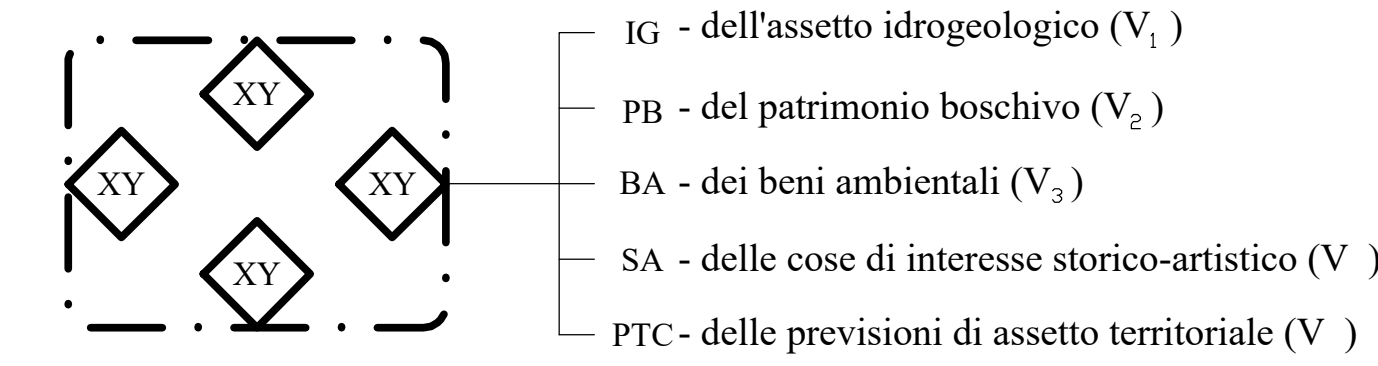 XY
XY
XY
XY
IG - dell'assetto idrogeologico (V₁)
PB - del patrimonio boschivo (V₂)
BA - dei beni ambientali (V₃)
SA - delle cose di interesse storico-artistico (V )
PTC - delle previsioni di assetto territoriale (V )